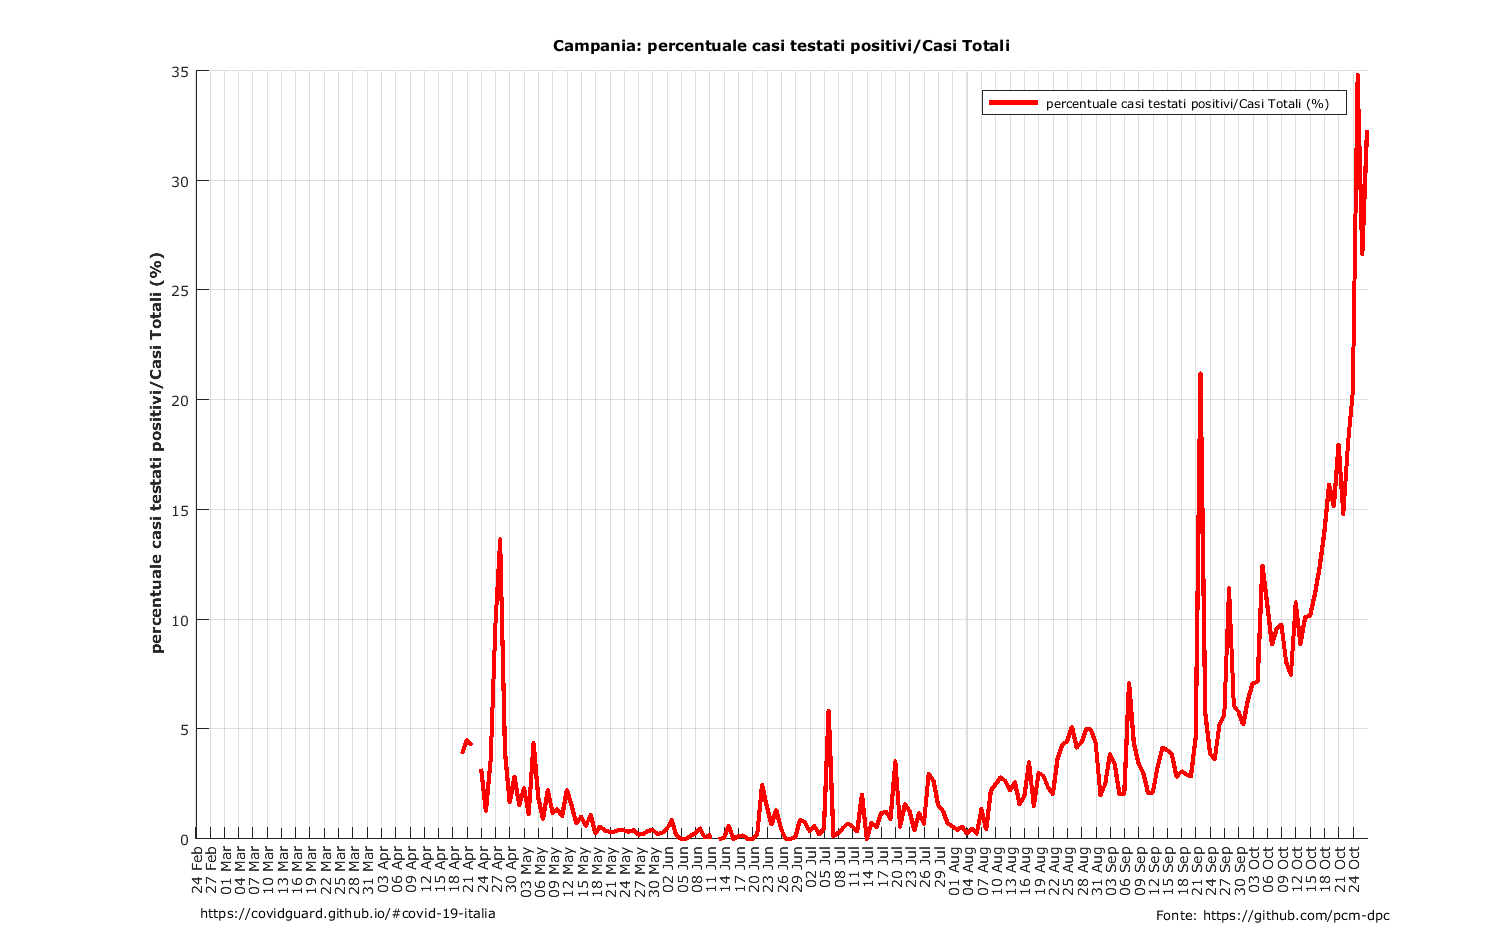 Campania: percentuale casi testati positivi/Casi Totali
percentuale casi testati positivi/Casi Totali (%)
percentuale casi testati positivi/Casi Totali (%)
35
30
25
20
15
10
5
0
24 Feb
27 Feb
01 Mar
04 Mar
07 Mar
10 Mar
13 Mar
16 Mar
19 Mar
22 Mar
25 Mar
28 Mar
31 Mar
03 Apr
06 Apr
09 Apr
12 Apr
15 Apr
18 Apr
21 Apr
24 Apr
27 Apr
30 Apr
03 May
06 May
09 May
12 May
15 May
18 May
21 May
24 May
27 May
30 May
02 Jun
05 Jun
08 Jun
11 Jun
14 Jun
17 Jun
20 Jun
23 Jun
26 Jun
29 Jun
02 Jul
05 Jul
08 Jul
11 Jul
14 Jul
17 Jul
20 Jul
23 Jul
26 Jul
29 Jul
01 Aug
04 Aug
07 Aug
10 Aug
13 Aug
16 Aug
19 Aug
22 Aug
25 Aug
28 Aug
31 Aug
03 Sep
06 Sep
09 Sep
12 Sep
15 Sep
18 Sep
21 Sep
24 Sep
27 Sep
30 Sep
03 Oct
06 Oct
09 Oct
12 Oct
15 Oct
18 Oct
21 Oct
24 Oct
https://covidguard.github.io/#covid-19-italia
Fonte: https://github.com/pcm-dpc